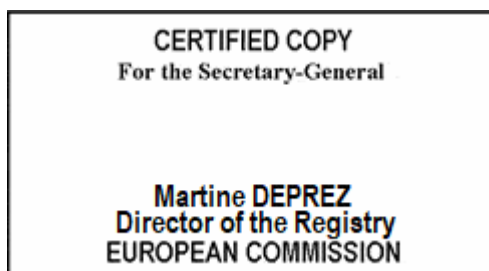 CERTIFIED COPY
For the Secretary-General
Martine DEPREZ
Director of the Registry
EUROPEAN COMMISSION